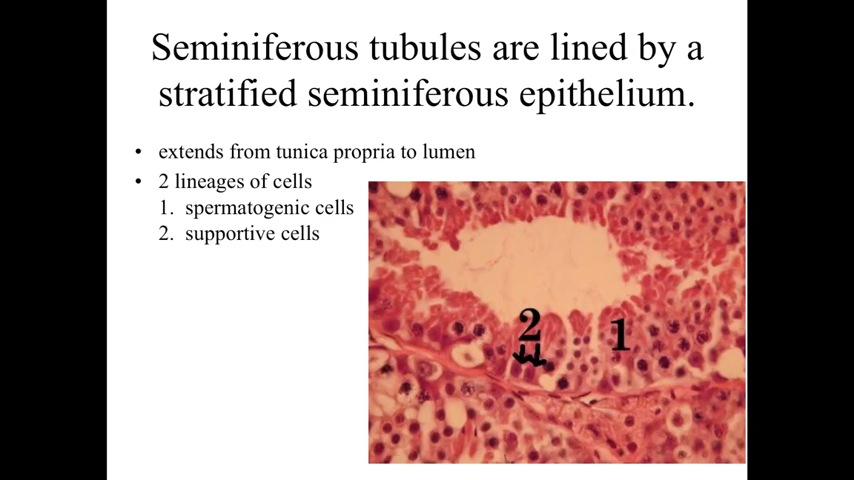 Seminiferous tubules are lined by a
stratified seminiferous epithelium.
• extends from tunica propria to lumen
• 2 lineages of cells
1. spermatogenic cells
2. supportive cells
2
1